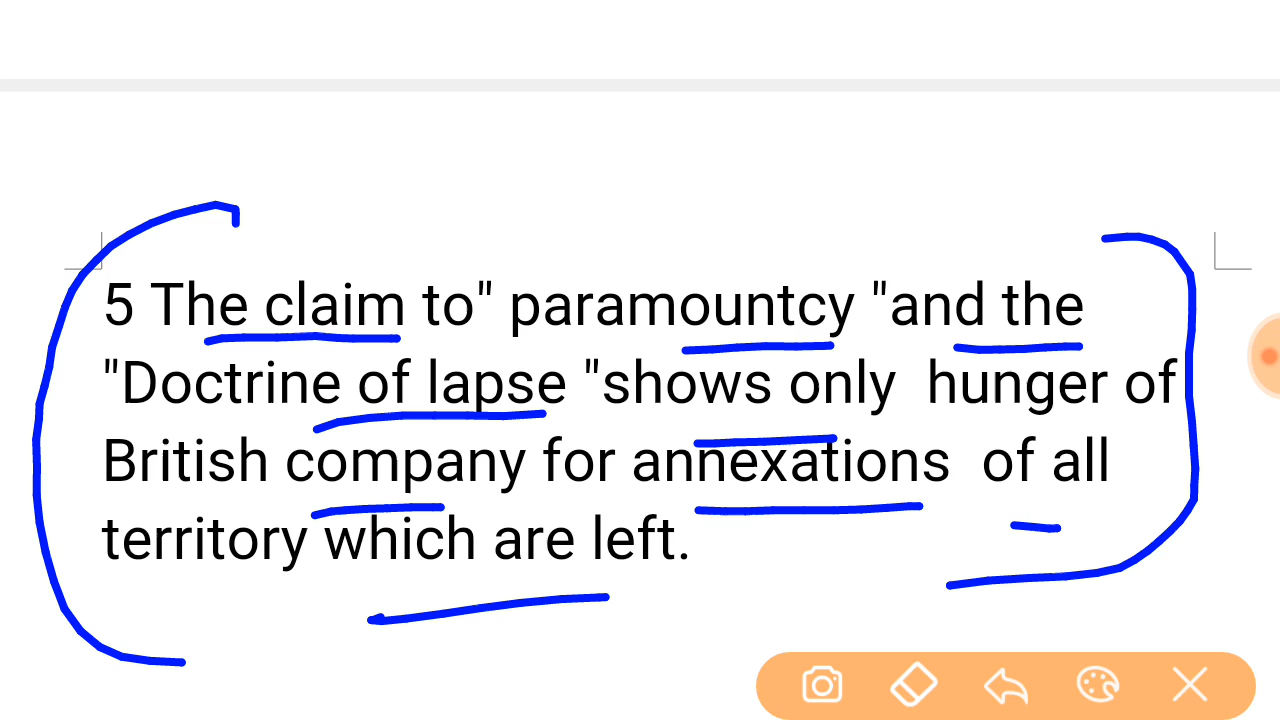 5 The claim to" paramountcy "and the
"Doctrine of lapse "shows only  hunger of
British company for annexations  of all
territory which are left.